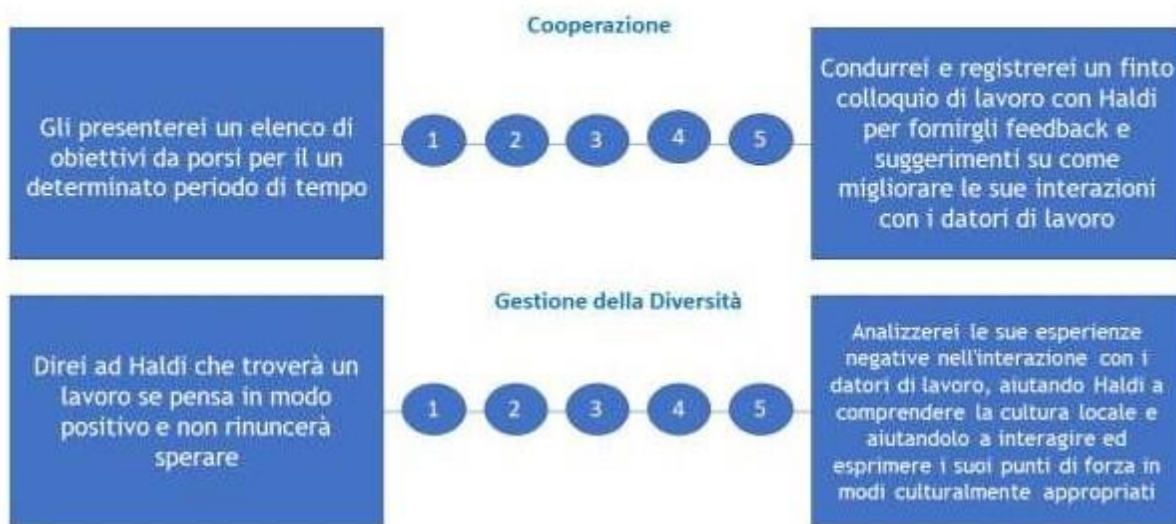 Cooperazione
Gli presenterei un elenco di
obiettivi da porsi per il un
determinato periodo di tempo
1 2 3 4 5
Condurrei e registrerei un finto
colloquio di lavoro con Haldi
per fornirgli feedback e
suggerimenti su come
migliorare le sue interazioni
con i datori di lavoro
Gestione della Diversità
Direi ad Haldi che troverà un
lavoro se pensa in modo
positivo e non rinuncerà
sperare
1 2 3 4 5
Analizzerei le sue esperienze
negative nell'interazione con i
datori di lavoro, aiutando Haldi a
comprendere la cultura locale e
aiutandolo a interagire ed
esprimere i suoi punti di forza in
modi culturalmente appropriati